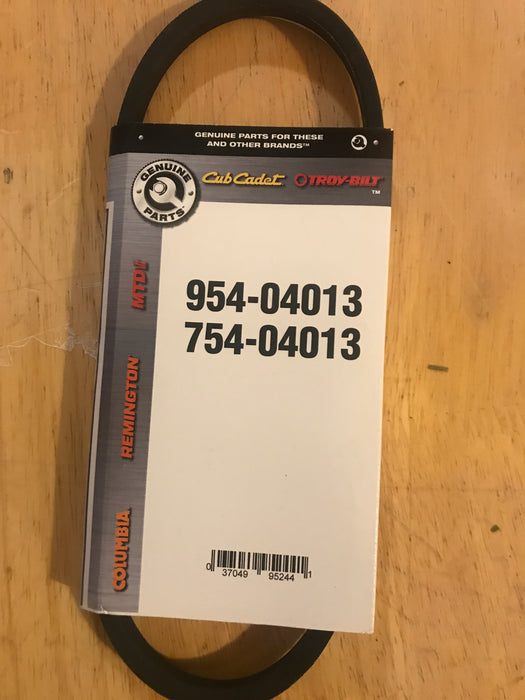 GENUINE PARTS FOR THESE
AND OTHER BRANDS™
GENUINE
PARTS
Cub Cadet
TROY-BILT
™
954-04013
754-04013
MTD
REMINGTON
COLUMBIA
0 37049 95244 1